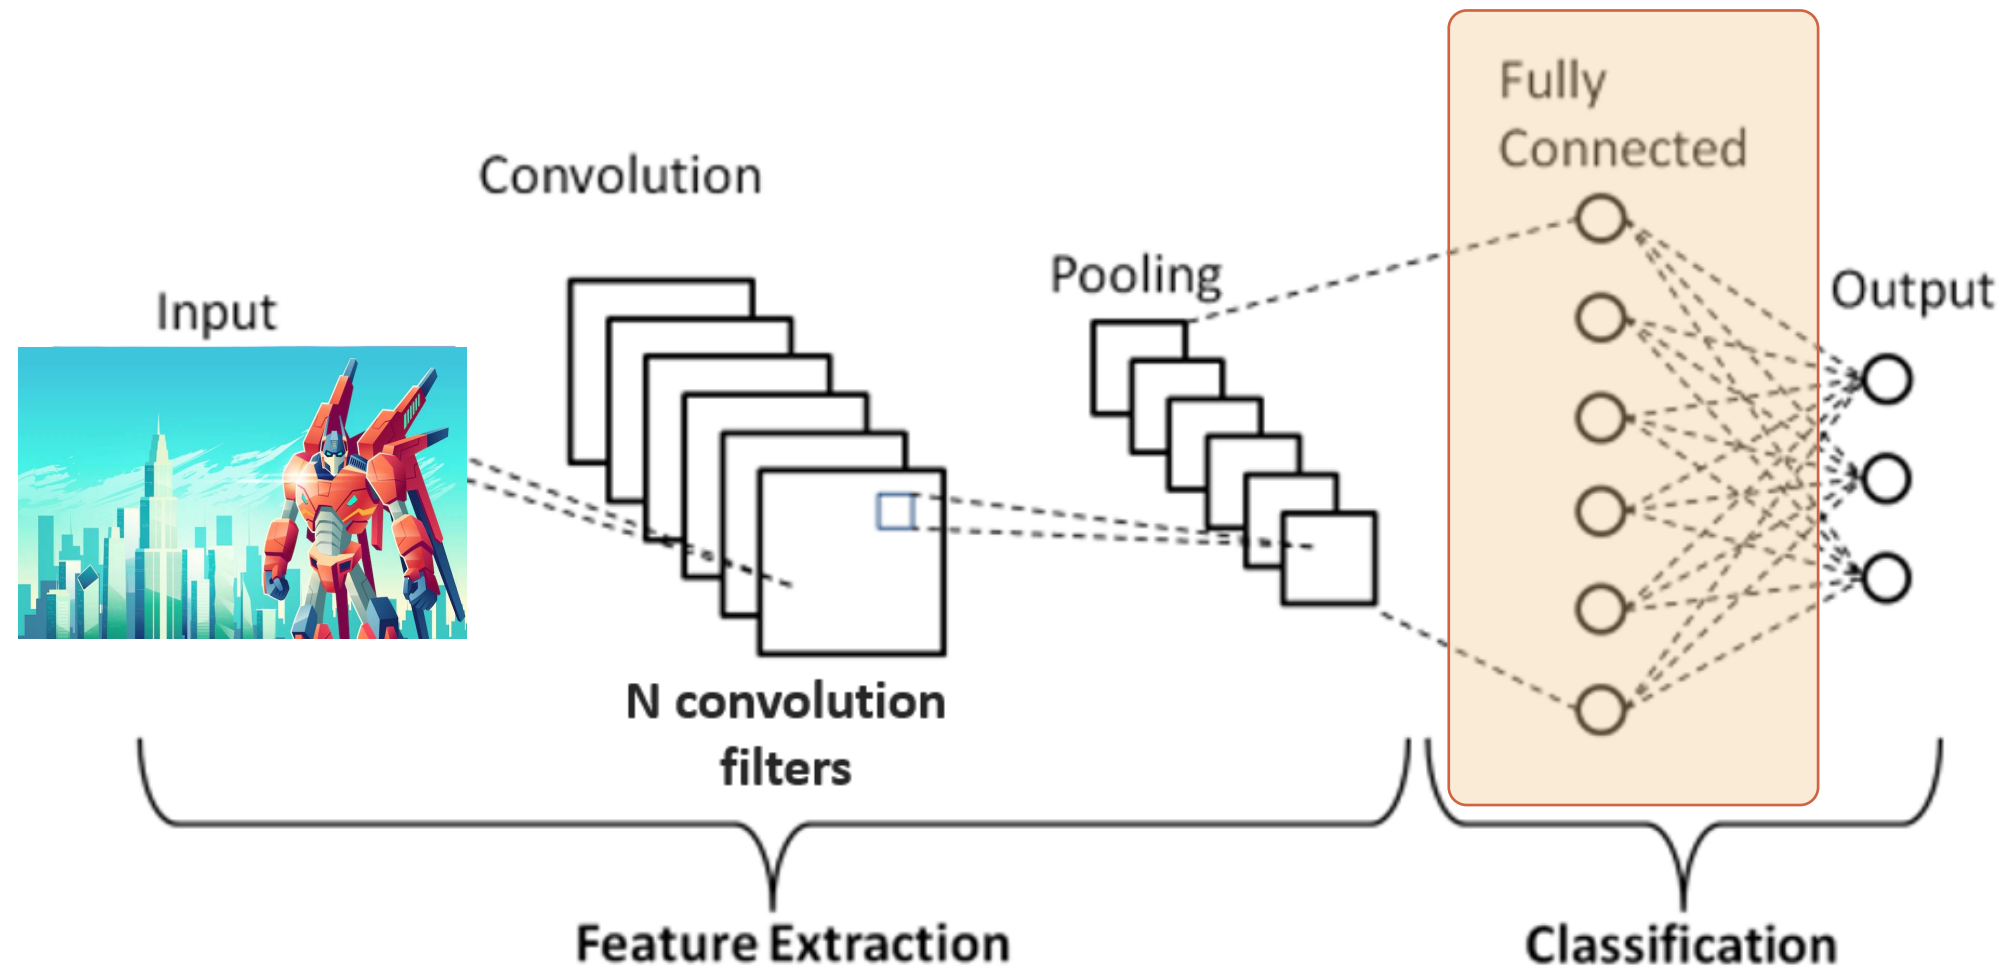 Input
Convolution
N convolution
filters
Pooling
Fully
Connected
Output
Feature Extraction
Classification